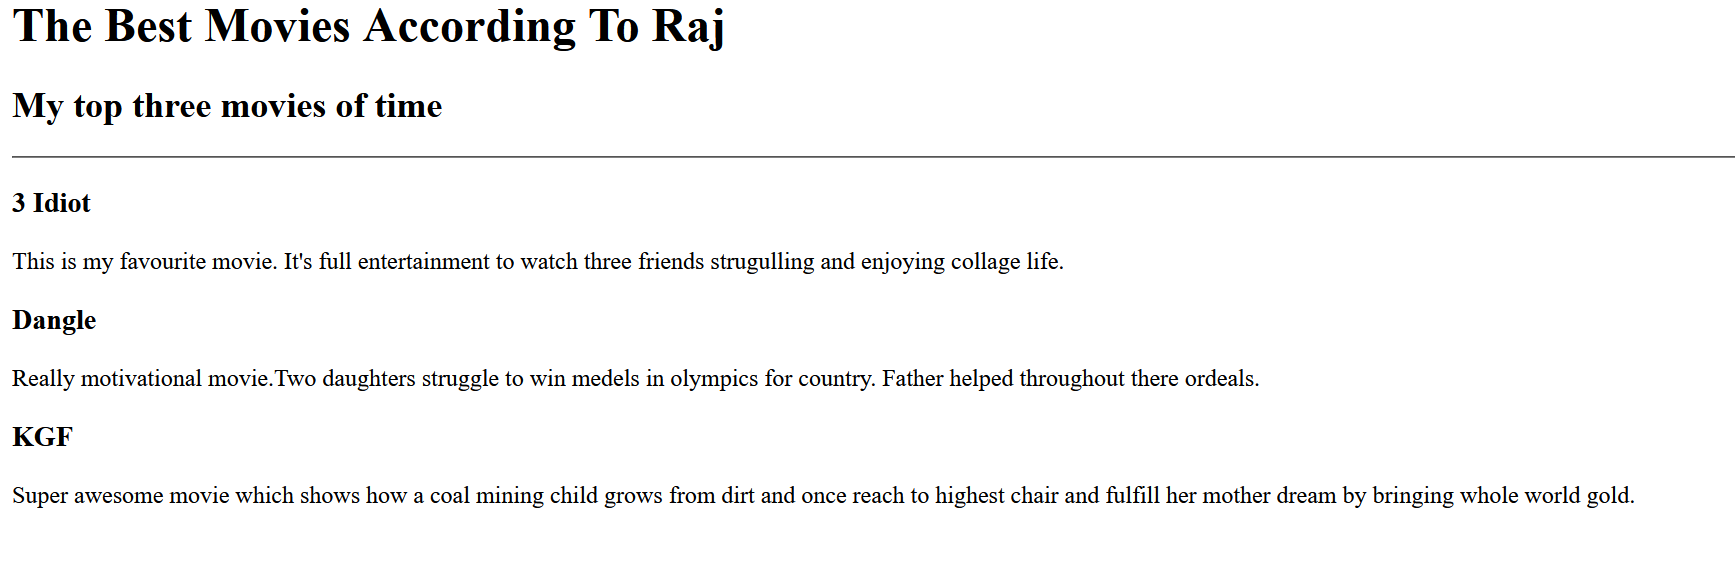 The Best Movies According To Raj
My top three movies of time
3 Idiot
This is my favourite movie. It's full entertainment to watch three friends strugulling and enjoying collage life.
Dangle
Really motivational movie.Two daughters struggle to win medels in olympics for country. Father helped throughout there ordeals.
KGF
Super awesome movie which shows how a coal mining child grows from dirt and once reach to highest chair and fulfill her mother dream by bringing whole world gold.